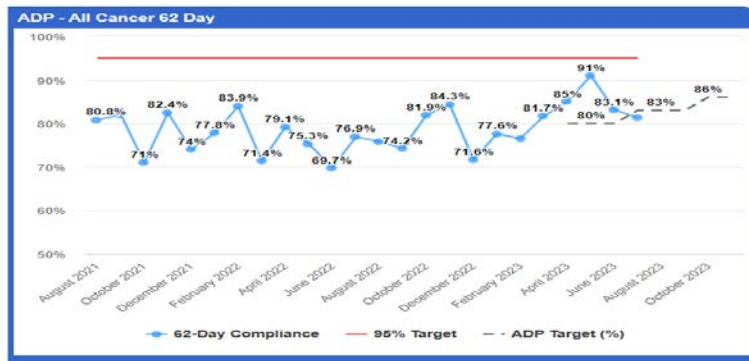 ADP - All Cancer 62 Day
100%
90%
80%
70%
60%
50%
80.8%
71%
82.4%
74%
77.8%
83.9%
71.4%
79.1%
75.3%
69.7%
76.9%
74.2%
81.9%
84.3%
71.6%
77.6%
81.7%
85%
91%
80%
83.1%
83%
86%
August 2021
October 2021
December 2021
February 2022
April 2022
June 2022
August 2022
October 2022
December 2022
February 2023
April 2023
June 2023
August 2023
October 2023
62-Day Compliance 95% Target ADP Target (%)